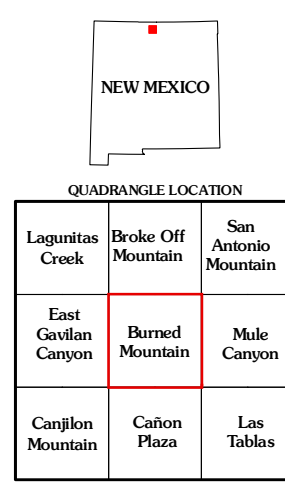 NEW MEXICO
QUADRANGLE LOCATION
Lagunitas
Creek
Broke Off
Mountain
San
Antonio
Mountain
East
Gavilan
Canyon
Burned
Mountain
Mule
Canyon
Canjilon
Mountain
Cañon
Plaza
Las
Tablas